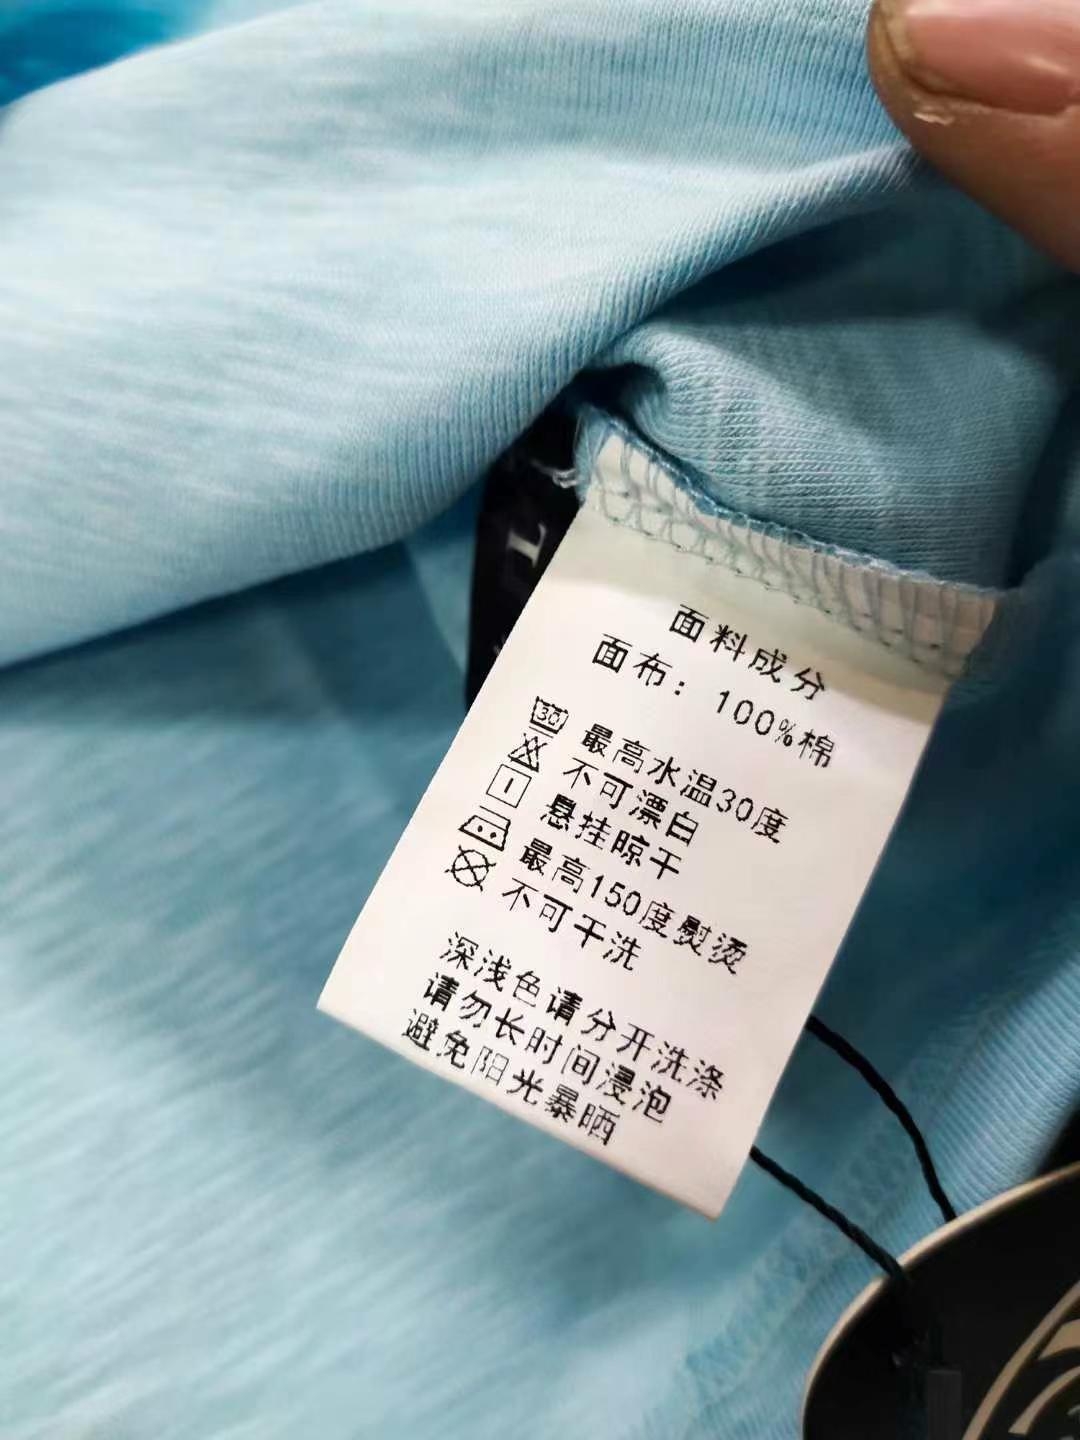 面料成分
面布：100%棉
30 最高水温30度
不可漂白
悬挂晾干
最高150度熨烫
不可干洗
深浅色请分开洗涤
请勿长时间浸泡
避免阳光暴晒